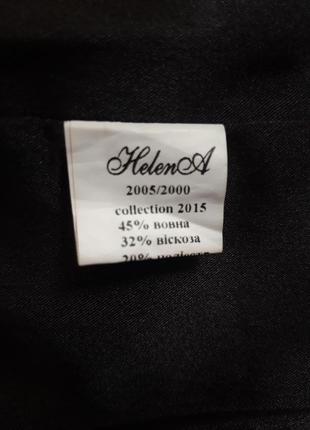 HelenA
2005/2000
collection 2015
45% вовна
32% віскоза
20%